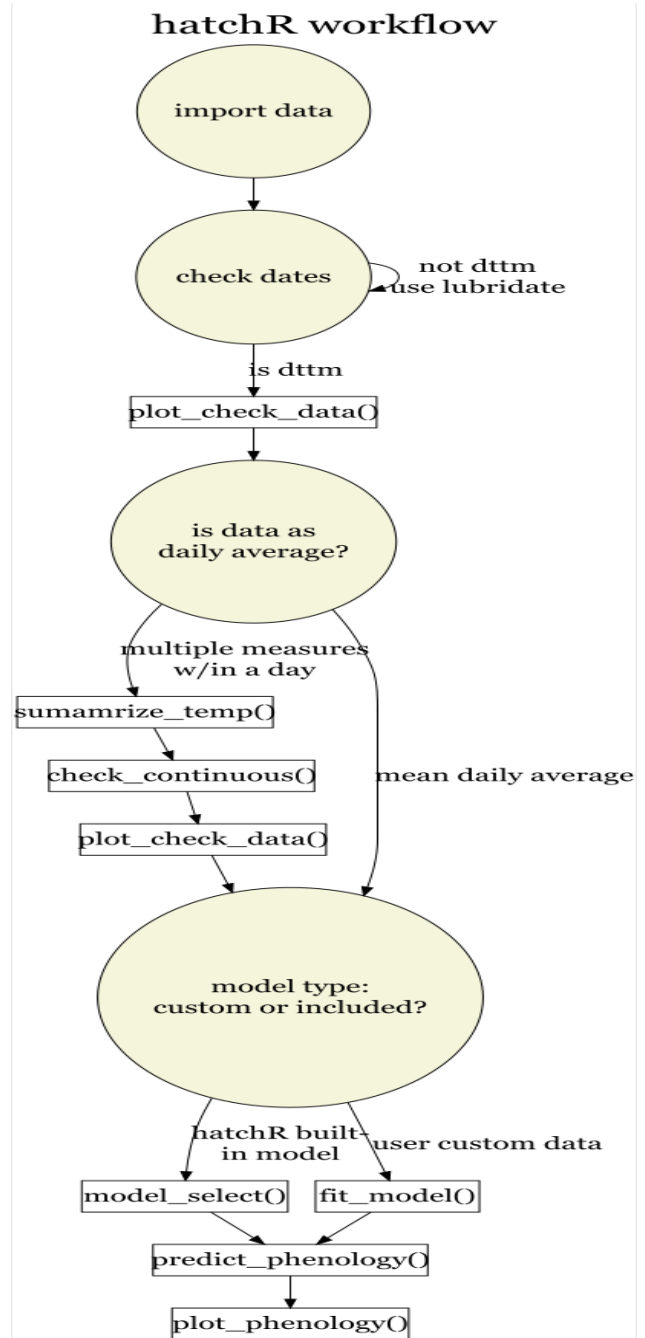 hatchR workflow
import data
check dates
not dttm
use lubridate
is dttm
plot_check_data()
is data as
daily average?
multiple measures
w/in a day
sumamrize_temp()
check_continuous()
mean daily average
plot_check_data()
model type:
custom or included?
hatchR built-
in model
user custom data
model_select()
fit_model()
predict_phenology()
plot_phenology()